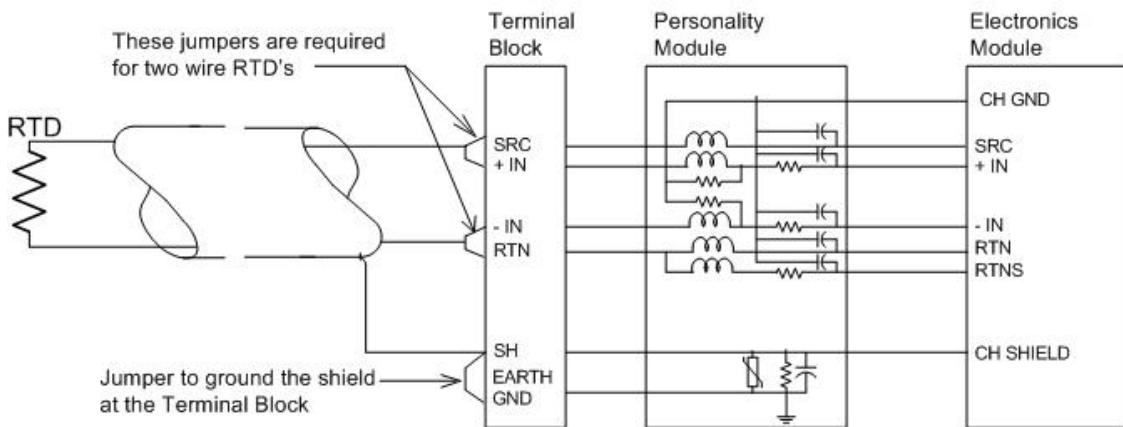 Terminal
Block
Personality
Module
Electronics
Module
These jumpers are required
for two wire RTD's
RTD
SRC
+ IN
- IN
RTN
SH
EARTH
GND
CH GND
SRC
+ IN
- IN
RTN
RTNS
CH SHIELD
Jumper to ground the shield
at the Terminal Block